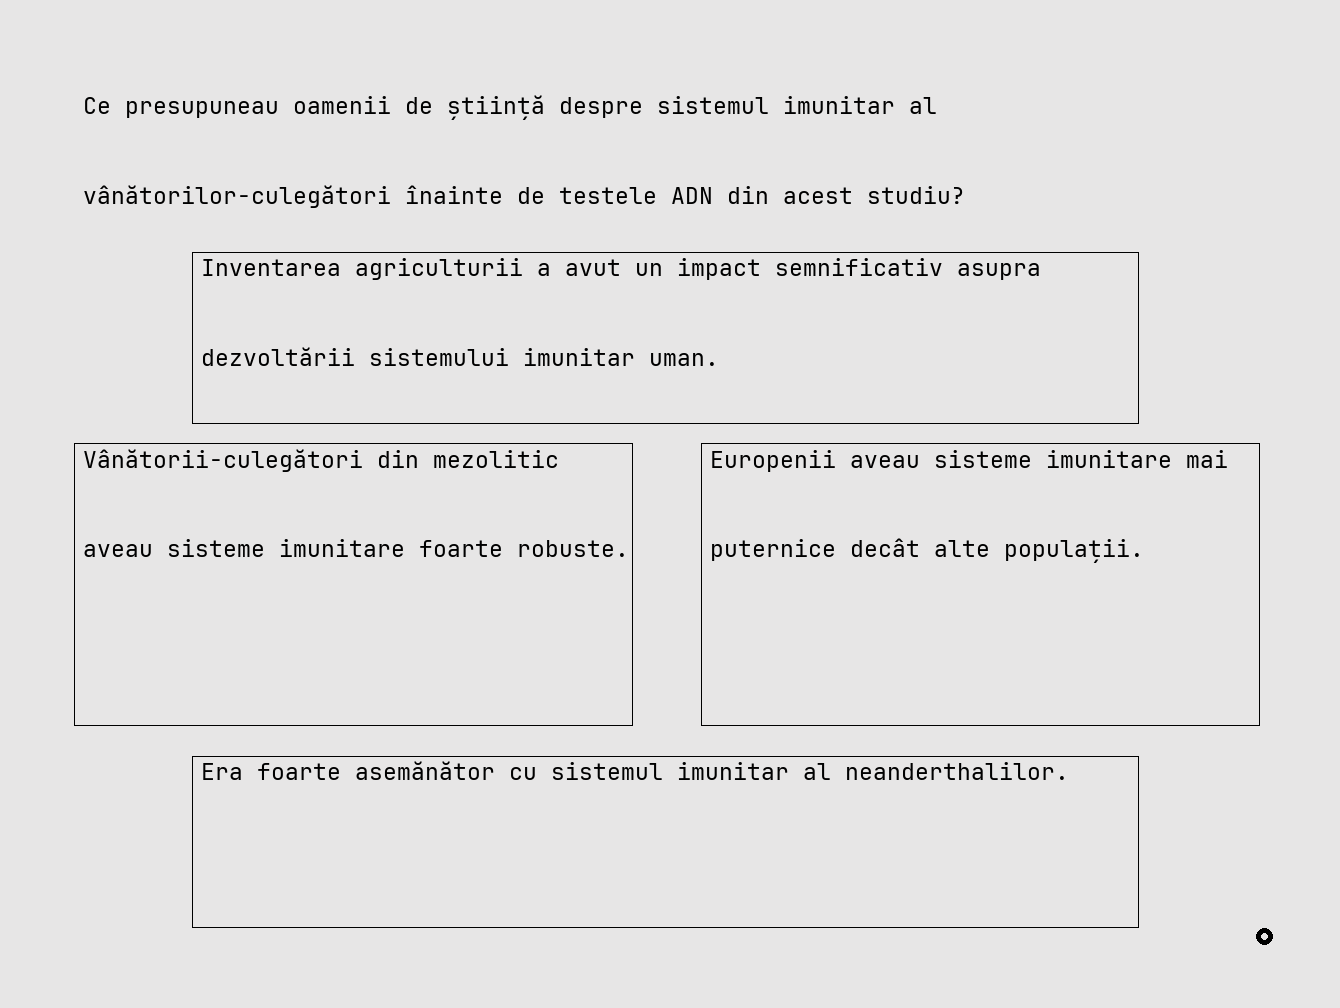 Ce presupuneau oamenii de știință despre sistemul imunitar al
vânătorilor-culegători înainte de testele ADN din acest studiu?
Inventarea agriculturii a avut un impact semnificativ asupra
dezvoltării sistemului imunitar uman.
Vânătorii-culegători din mezolitic
aveau sisteme imunitare foarte robuste.
Europenii aveau sisteme imunitare mai
puternice decât alte populații.
Era foarte asemănător cu sistemul imunitar al neanderthalilor.